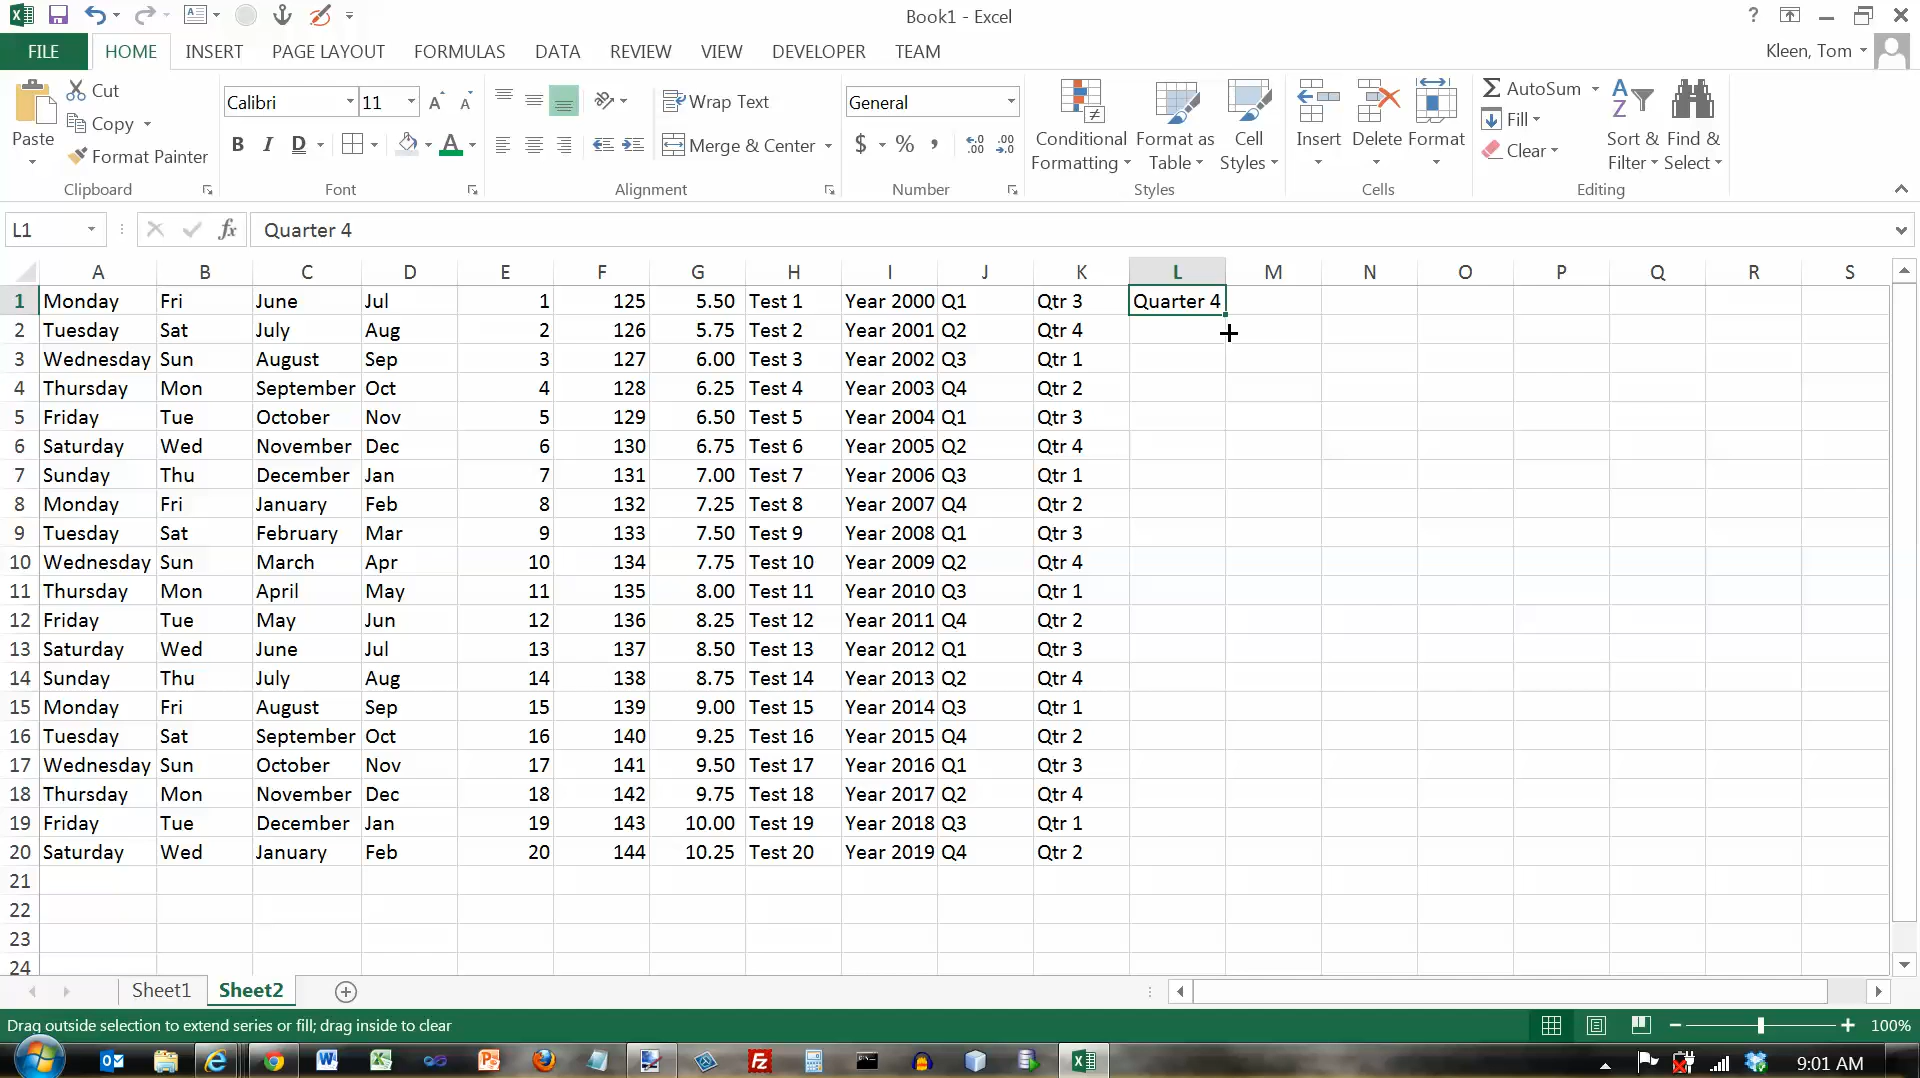 Book1 - Excel
?
FILE HOME INSERT PAGE LAYOUT FORMULAS DATA REVIEW VIEW DEVELOPER TEAM Kleen, Tom
Paste Cut Copy Format Painter Clipboard
Calibri 11 B I D A Font
Wrap Text Merge & Center Alignment
General $ % , .00 Number
Conditional Formatting Format as Table Cell Styles Styles
Insert Delete Format Cells
AutoSum Fill Clear Sort & Filter Find & Select Editing
L1 fx Quarter 4
A B C D E F G H I J K L M N O P Q R S
1 Monday Fri June Jul 1 125 5.50 Test 1 Year 2000 Q1 Qtr 3 Quarter 4
2 Tuesday Sat July Aug 2 126 5.75 Test 2 Year 2001 Q2 Qtr 4
3 Wednesday Sun August Sep 3 127 6.00 Test 3 Year 2002 Q3 Qtr 1
4 Thursday Mon September Oct 4 128 6.25 Test 4 Year 2003 Q4 Qtr 2
5 Friday Tue October Nov 5 129 6.50 Test 5 Year 2004 Q1 Qtr 3
6 Saturday Wed November Dec 6 130 6.75 Test 6 Year 2005 Q2 Qtr 4
7 Sunday Thu December Jan 7 131 7.00 Test 7 Year 2006 Q3 Qtr 1
8 Monday Fri January Feb 8 132 7.25 Test 8 Year 2007 Q4 Qtr 2
9 Tuesday Sat February Mar 9 133 7.50 Test 9 Year 2008 Q1 Qtr 3
10 Wednesday Sun March Apr 10 134 7.75 Test 10 Year 2009 Q2 Qtr 4
11 Thursday Mon April May 11 135 8.00 Test 11 Year 2010 Q3 Qtr 1
12 Friday Tue May Jun 12 136 8.25 Test 12 Year 2011 Q4 Qtr 2
13 Saturday Wed June Jul 13 137 8.50 Test 13 Year 2012 Q1 Qtr 3
14 Sunday Thu July Aug 14 138 8.75 Test 14 Year 2013 Q2 Qtr 4
15 Monday Fri August Sep 15 139 9.00 Test 15 Year 2014 Q3 Qtr 1
16 Tuesday Sat September Oct 16 140 9.25 Test 16 Year 2015 Q4 Qtr 2
17 Wednesday Sun October Nov 17 141 9.50 Test 17 Year 2016 Q1 Qtr 3
18 Thursday Mon November Dec 18 142 9.75 Test 18 Year 2017 Q2 Qtr 4
19 Friday Tue December Jan 19 143 10.00 Test 19 Year 2018 Q3 Qtr 1
20 Saturday Wed January Feb 20 144 10.25 Test 20 Year 2019 Q4 Qtr 2
21
22
23
24
Sheet1 Sheet2
Drag outside selection to extend series or fill; drag inside to clear 100%
9:01 AM